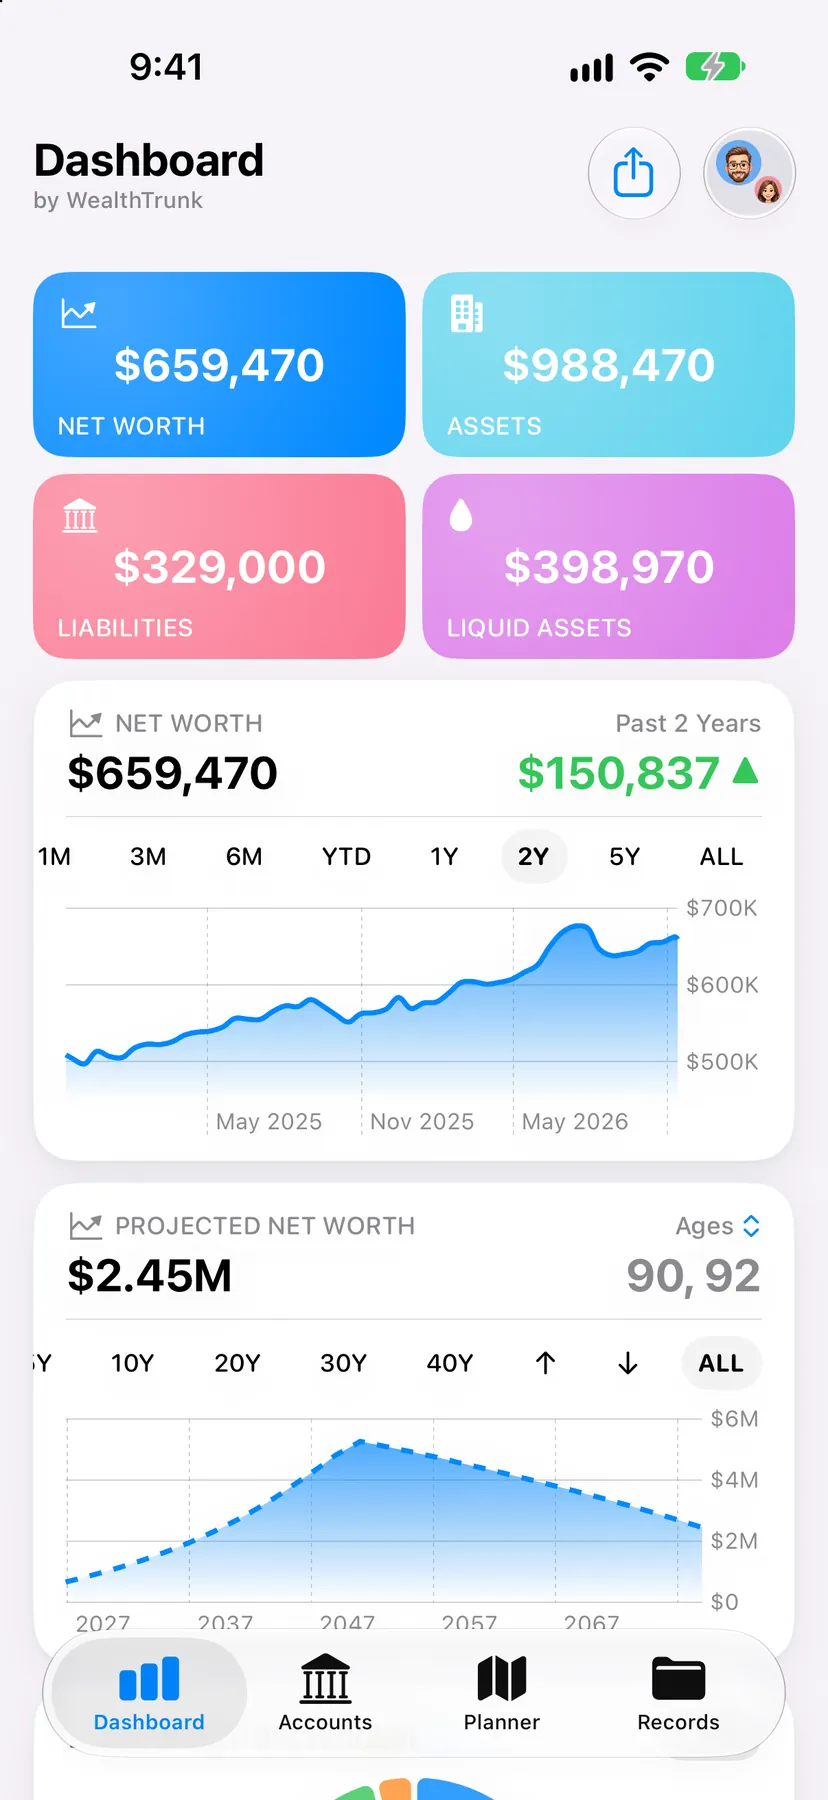 9:41
Dashboard
by WealthTrunk
$659,470
NET WORTH
$988,470
ASSETS
$329,000
LIABILITIES
$398,970
LIQUID ASSETS
NET WORTH Past 2 Years
$659,470 $150,837
1M 3M 6M YTD 1Y 2Y 5Y ALL
$700K
$600K
$500K
May 2025 Nov 2025 May 2026
PROJECTED NET WORTH Ages
$2.45M 90, 92
5Y 10Y 20Y 30Y 40Y ↑ ↓ ALL
$6M
$4M
$2M
$0
2027 2037 2047 2057 2067
Dashboard Accounts Planner Records